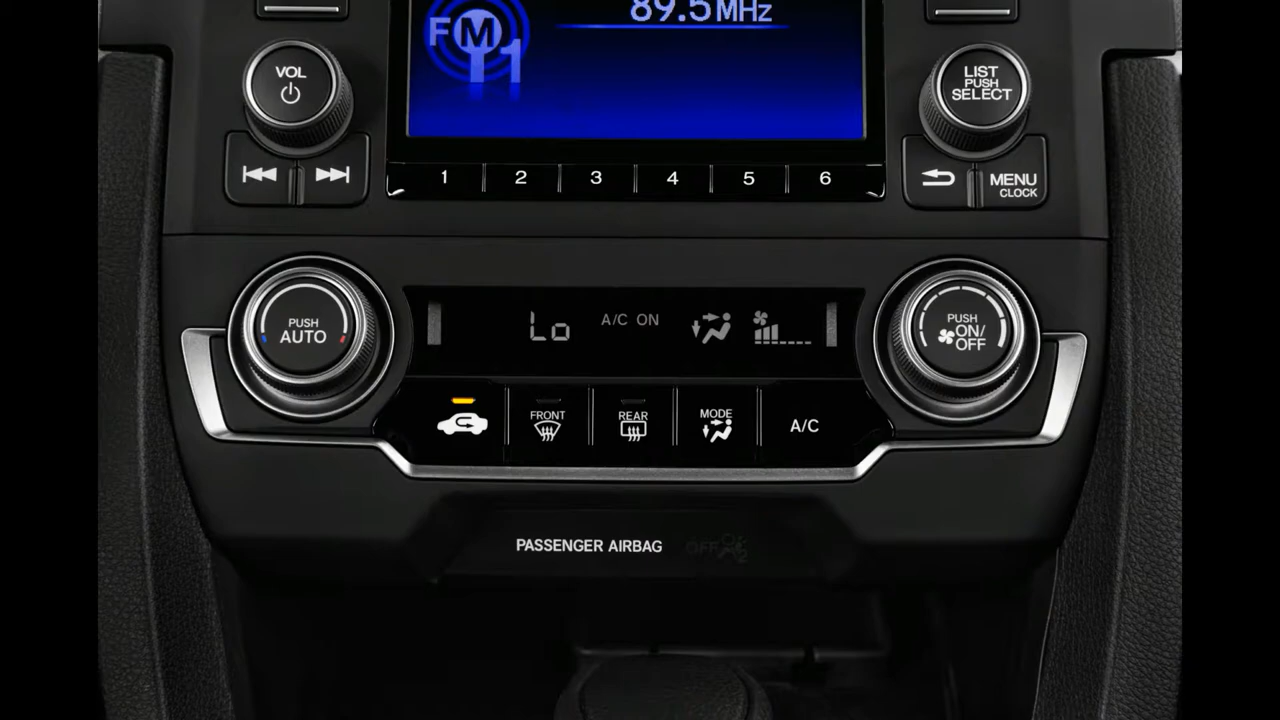 89.5MHz
FM
1
VOL
LIST
PUSH
SELECT
1 2 3 4 5 6
MENU
CLOCK
PUSH
AUTO
Lo
A/C ON
PUSH
ON/
OFF
FRONT
REAR
MODE
A/C
PASSENGER AIRBAG
OFF